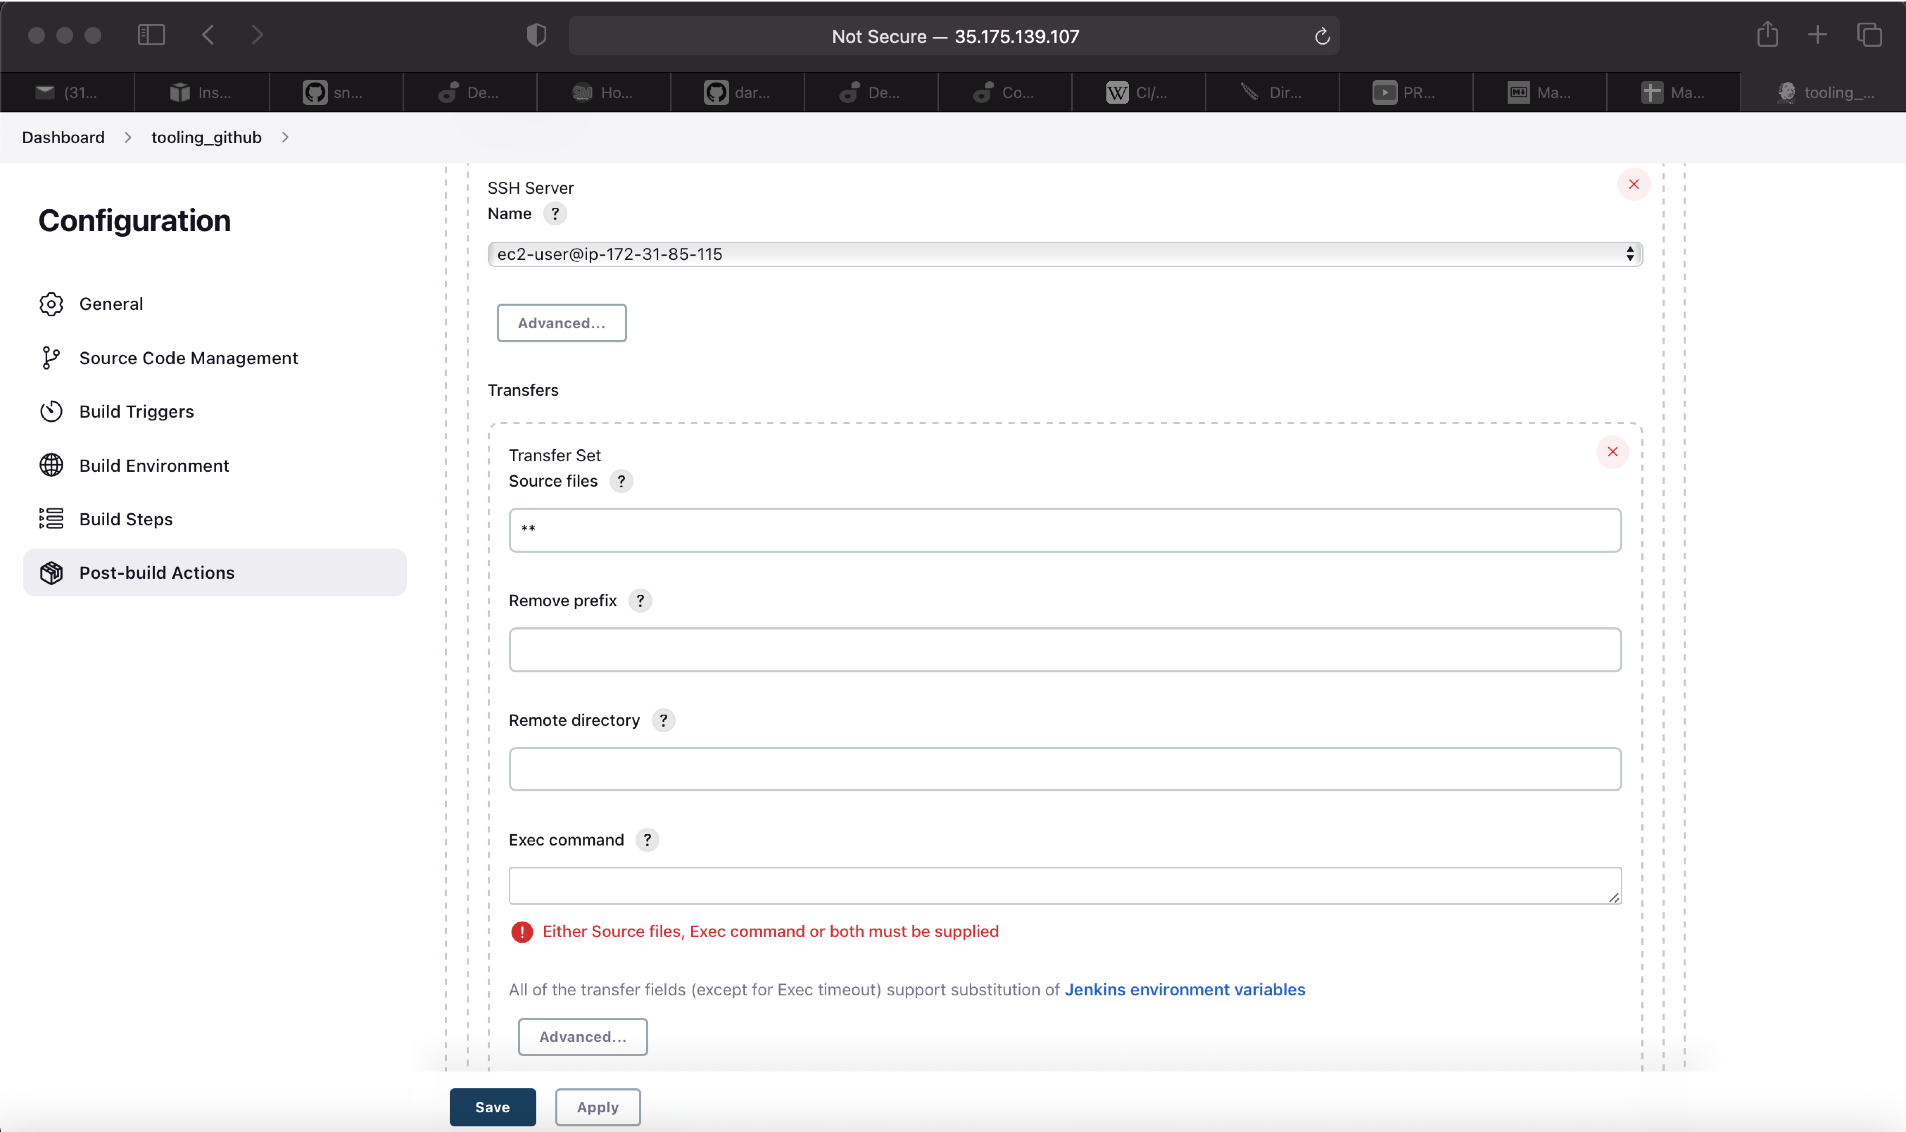 Not Secure — 35.175.139.107
(31...
Ins...
sn...
De...
Ho...
dar...
De...
Co...
CI/...
Dir...
PR...
Ma...
Ma...
tooling_...
Dashboard > tooling_github >
Configuration
General
Source Code Management
Build Triggers
Build Environment
Build Steps
Post-build Actions
SSH Server
Name ?
ec2-user@ip-172-31-85-115
Advanced...
Transfers
Transfer Set
Source files ?
**
Remove prefix ?
Remote directory ?
Exec command ?
! Either Source files, Exec command or both must be supplied
All of the transfer fields (except for Exec timeout) support substitution of Jenkins environment variables
Advanced...
Save
Apply